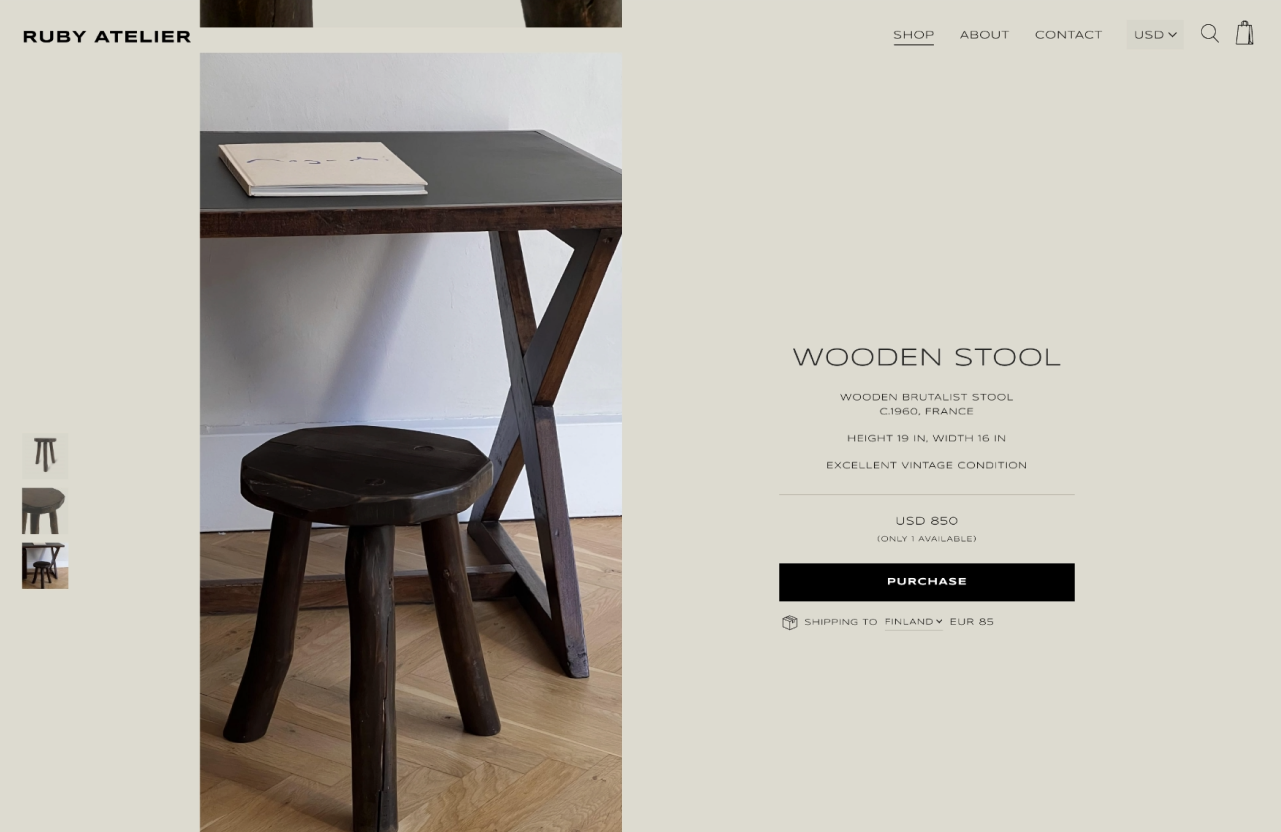 RUBY ATELIER
SHOP ABOUT CONTACT USD
WOODEN STOOL
WOODEN BRUTALIST STOOL
C.1960, FRANCE
HEIGHT 19 IN, WIDTH 16 IN
EXCELLENT VINTAGE CONDITION
USD 850
(ONLY 1 AVAILABLE)
PURCHASE
SHIPPING TO FINLAND EUR 85